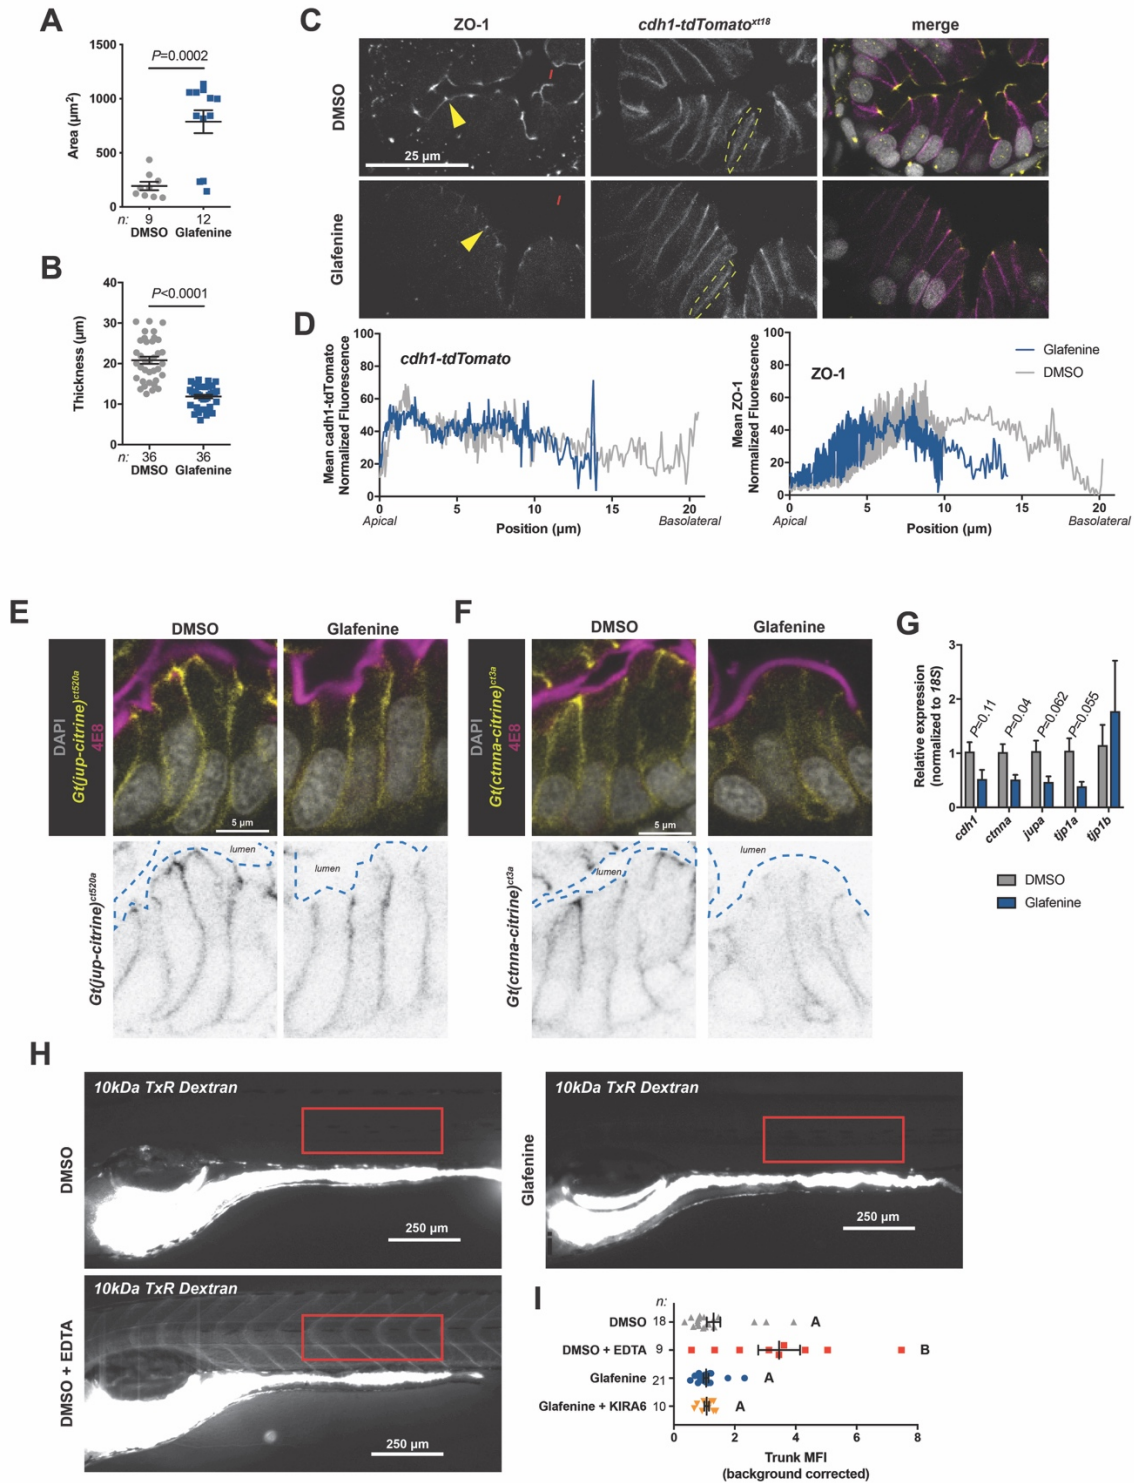 A
1500
P=0.0002
1000
Area (µm²)
500
0
n: 9 12
DMSO Glafenine
B
40
P<0.0001
30
Thickness (µm)
20
10
0
n: 36 36
DMSO Glafenine
C
ZO-1
cdh1-tdTomato^xt18
merge
DMSO
25 µm
Glafenine
D
100
80
60
40
20
0
Mean cadh1-tdTomato
Normalized Fluorescence
cdh1-tdTomato
0 5 10 15 20
Apical Basolateral
Position (µm)
100
80
60
40
20
0
Mean ZO-1
Normalized Fluorescence
ZO-1
Glafenine
DMSO
0 5 10 15 20
Apical Basolateral
Position (µm)
E
DMSO Glafenine
DAPI
Gt(jup-citrine)^ct520a
4E8
5 µm
lumen
lumen
Gt(jup-citrine)^ct520a
F
DMSO Glafenine
DAPI
Gt(ctnna-citrine)^ct3a
4E8
5 µm
lumen
lumen
Gt(ctnna-citrine)^ct3a
G
3
2
1
0
Relative expression
(normalized to 18S)
P=0.11
P=0.04
P=0.062
P=0.055
cdh1
ctnna
jupa
tjp1a
tjp1b
DMSO
Glafenine
H
10kDa TxR Dextran
DMSO
250 µm
10kDa TxR Dextran
Glafenine
250 µm
10kDa TxR Dextran
DMSO + EDTA
250 µm
I
n:
DMSO 18 A
DMSO + EDTA 9 B
Glafenine 21 A
Glafenine + KIRA6 10 A
0 2 4 6 8
Trunk MFI
(background corrected)